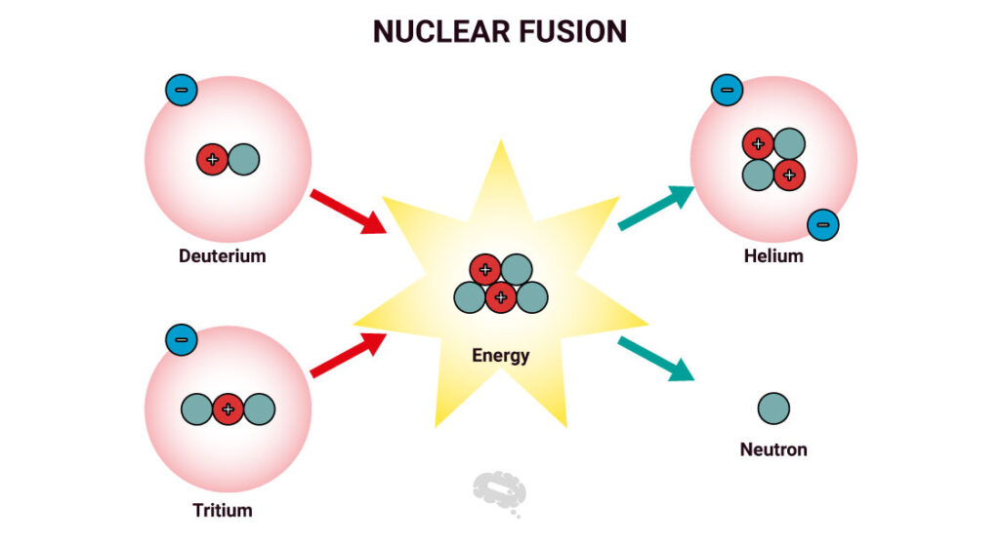 NUCLEAR FUSION
Deuterium
Helium
Energy
Neutron
Tritium